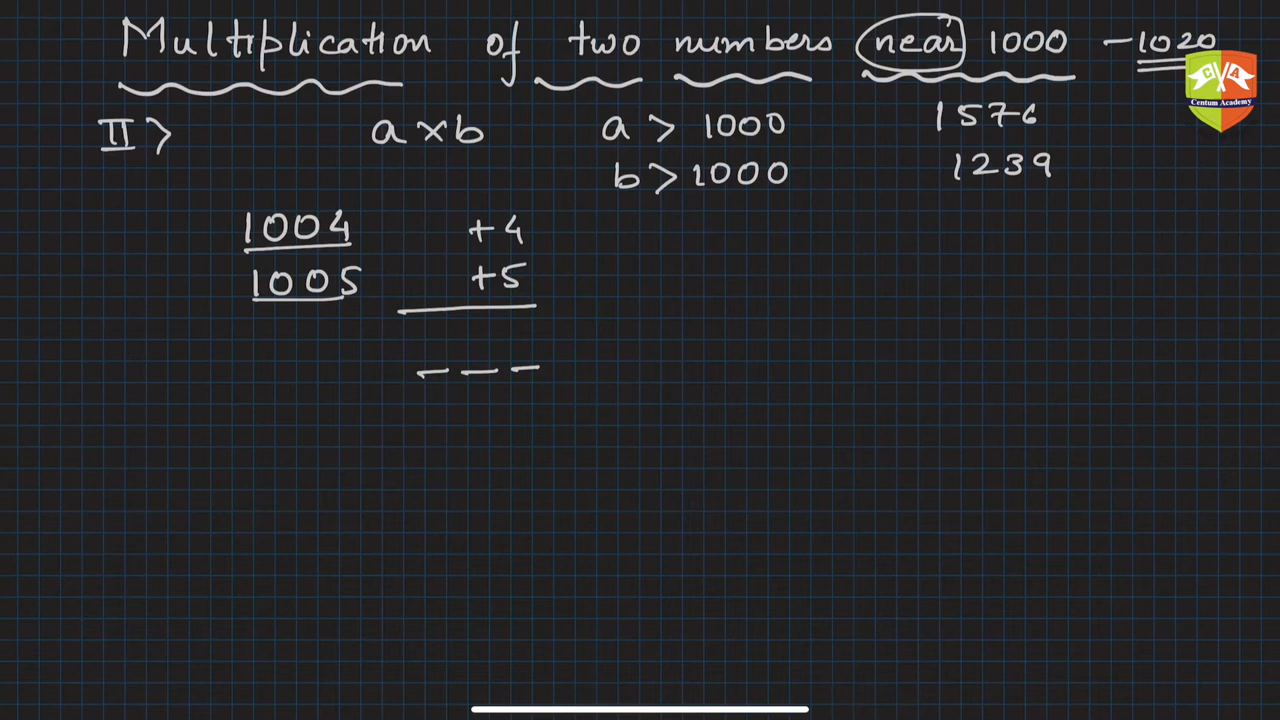 Multiplication of two numbers near 1000 - 1020
C A
Centum Academy
II> a x b a > 1000 1576
b > 1000 1239
1004 +4
1005 +5
_ _ _